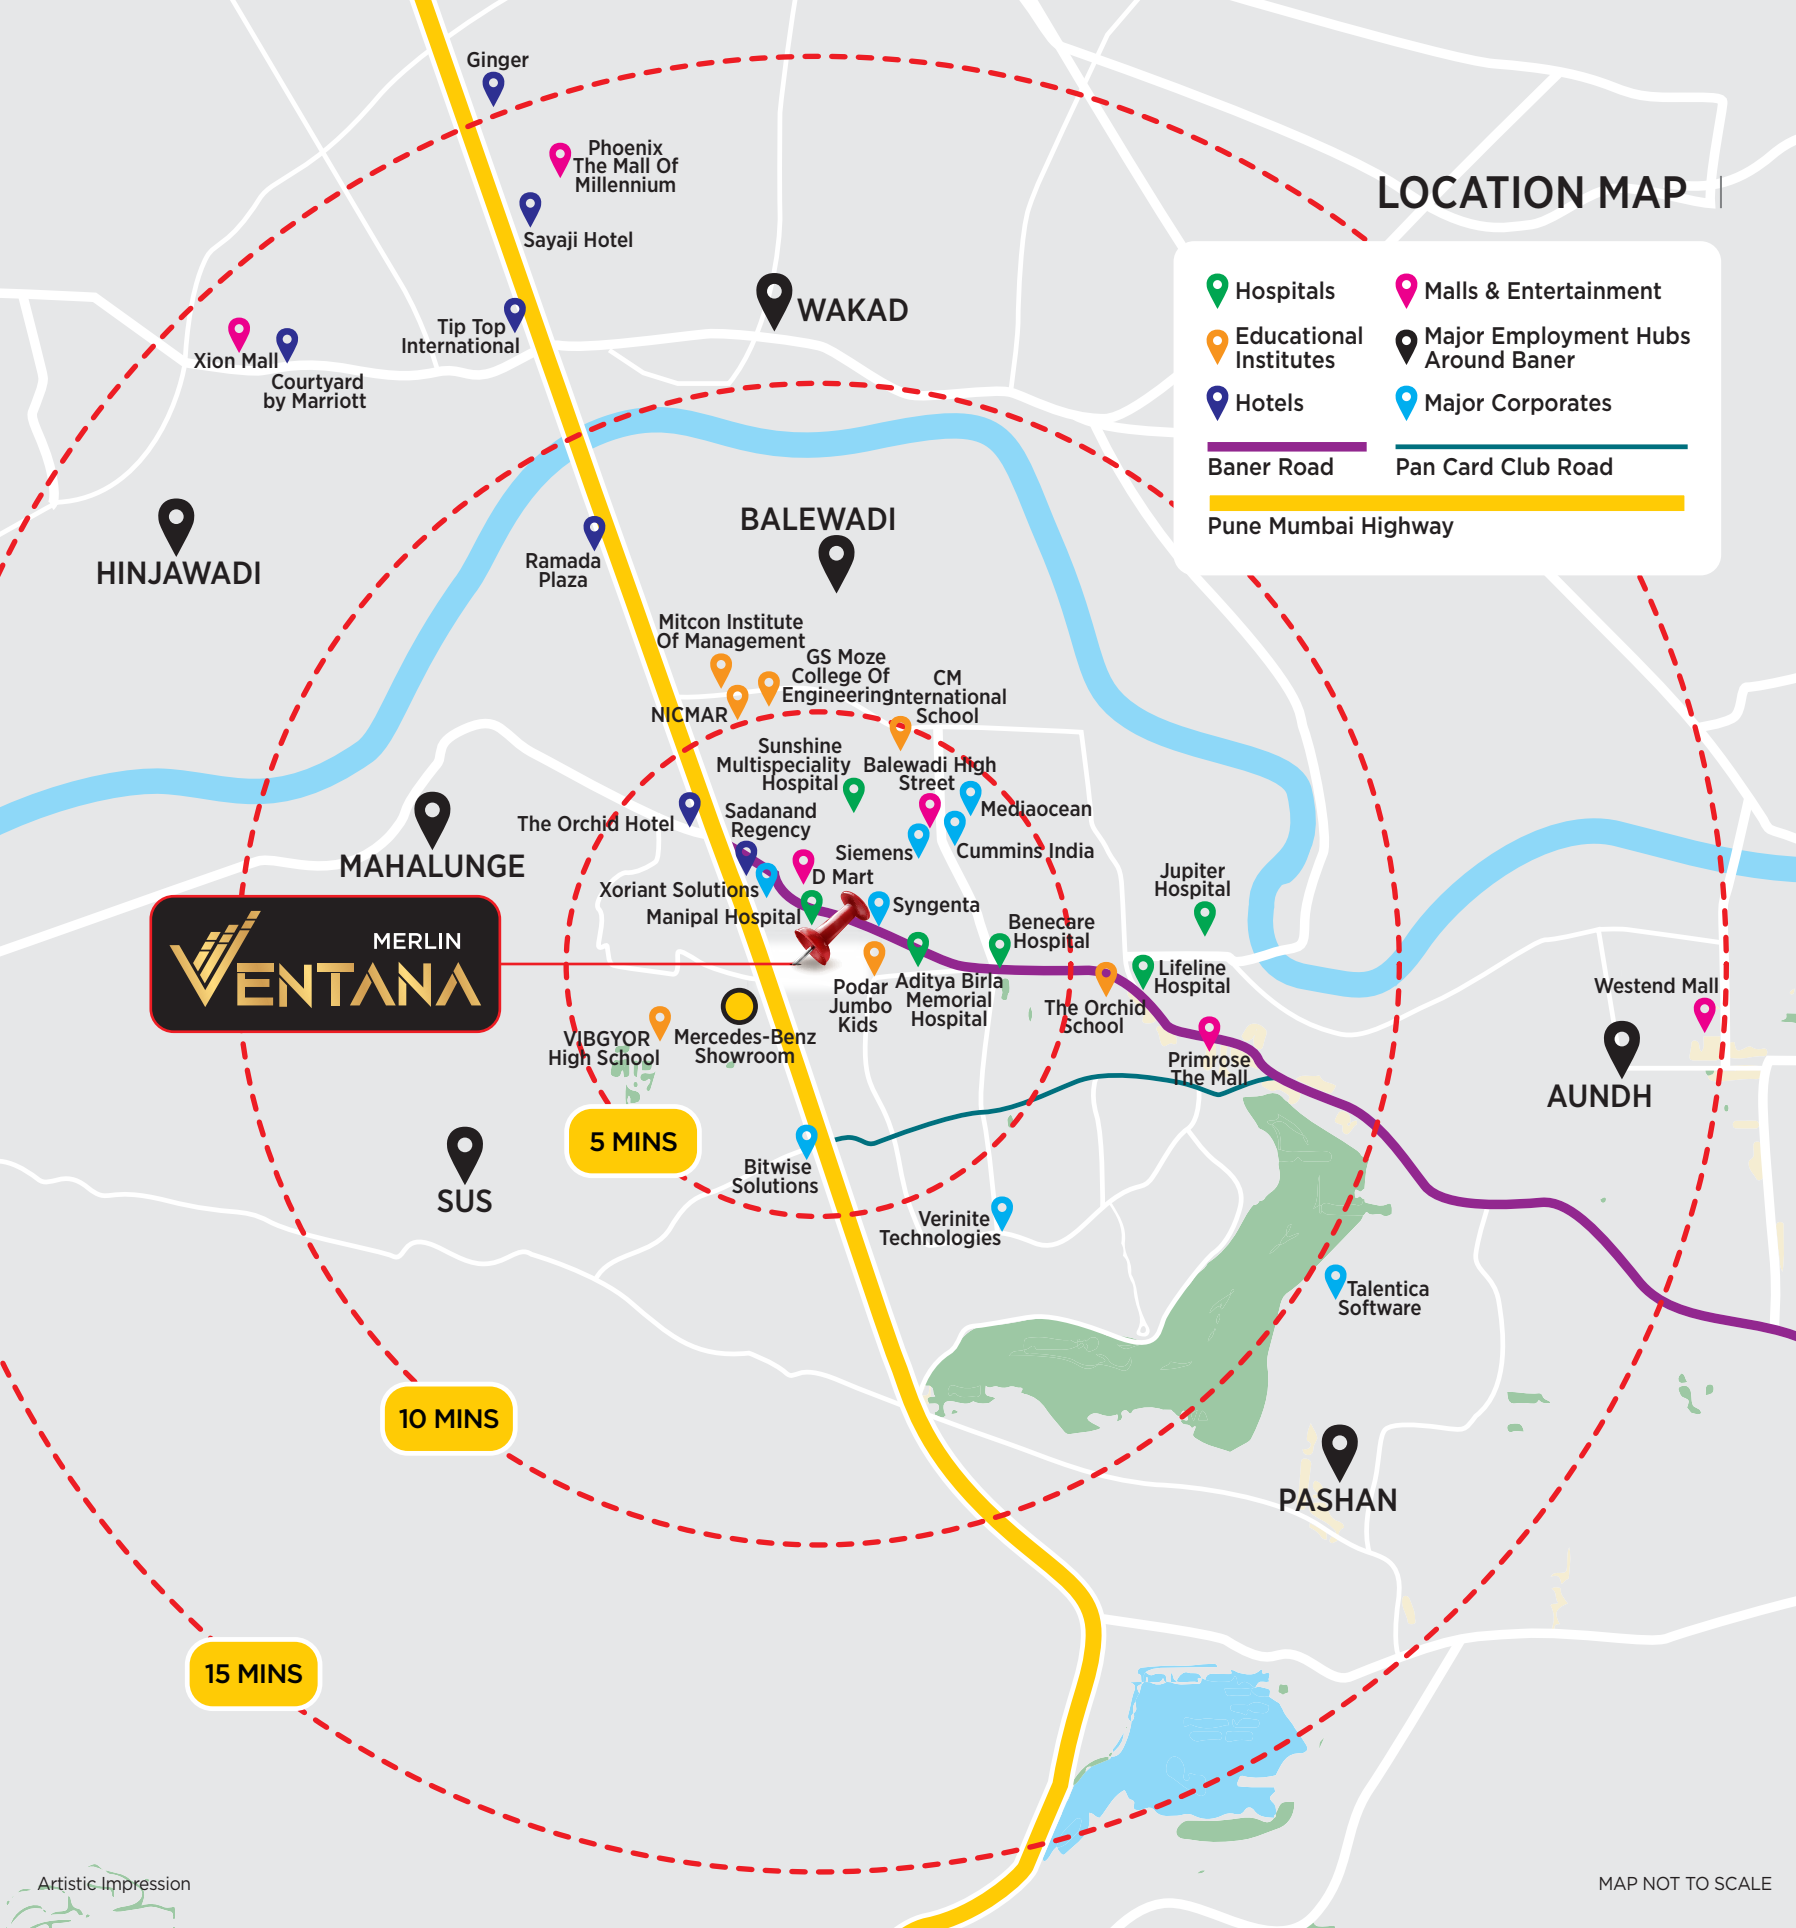 Ginger
Phoenix
The Mall Of
Millennium
Sayaji Hotel
LOCATION MAP
Hospitals
Malls & Entertainment
Educational
Institutes
Major Employment Hubs
Around Baner
Hotels
Major Corporates
Baner Road
Pan Card Club Road
Pune Mumbai Highway
WAKAD
Tip Top
International
Xion Mall
Courtyard
by Marriott
HINJAWADI
BALEWADI
Ramada
Plaza
Mitcon Institute
Of Management
GS Moze
College Of
Engineering
CM
International
School
NICMAR
Sunshine
Multispeciality
Hospital
Balewadi High
Street
Mediaocean
The Orchid Hotel
Sadanand
Regency
Siemens
Cummins India
MAHALUNGE
D Mart
Xoriant Solutions
Manipal Hospital
Syngenta
Jupiter
Hospital
Benecare
Hospital
MERLIN
VENTANA
Podar
Jumbo
Kids
Aditya Birla
Memorial
Hospital
Lifeline
Hospital
The Orchid
School
Westend Mall
VIBGYOR
High School
Mercedes-Benz
Showroom
Primrose
The Mall
AUNDH
5 MINS
SUS
Bitwise
Solutions
Verinite
Technologies
Talentica
Software
10 MINS
PASHAN
15 MINS
Artistic Impression
MAP NOT TO SCALE